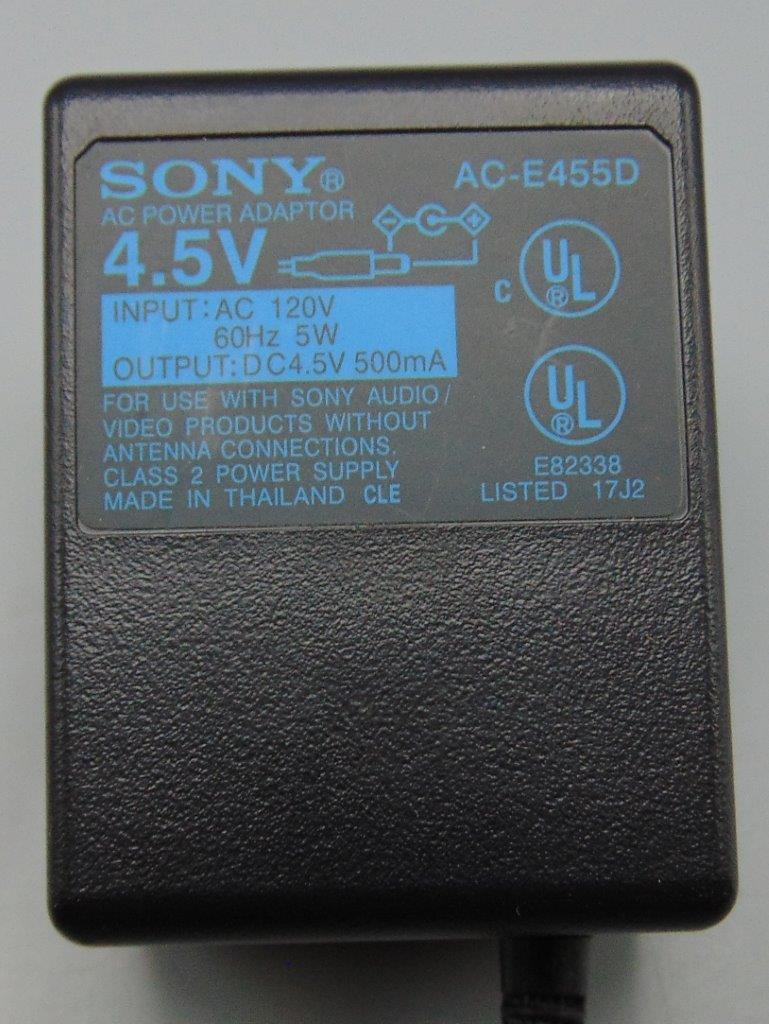 SONY®
AC-E455D
AC POWER ADAPTOR
4.5V
- +
INPUT: AC 120V
60Hz 5W
OUTPUT: DC4.5V 500mA
C UL®
UL®
FOR USE WITH SONY AUDIO/
VIDEO PRODUCTS WITHOUT
ANTENNA CONNECTIONS.
CLASS 2 POWER SUPPLY
MADE IN THAILAND CLE
E82338
LISTED 17J2